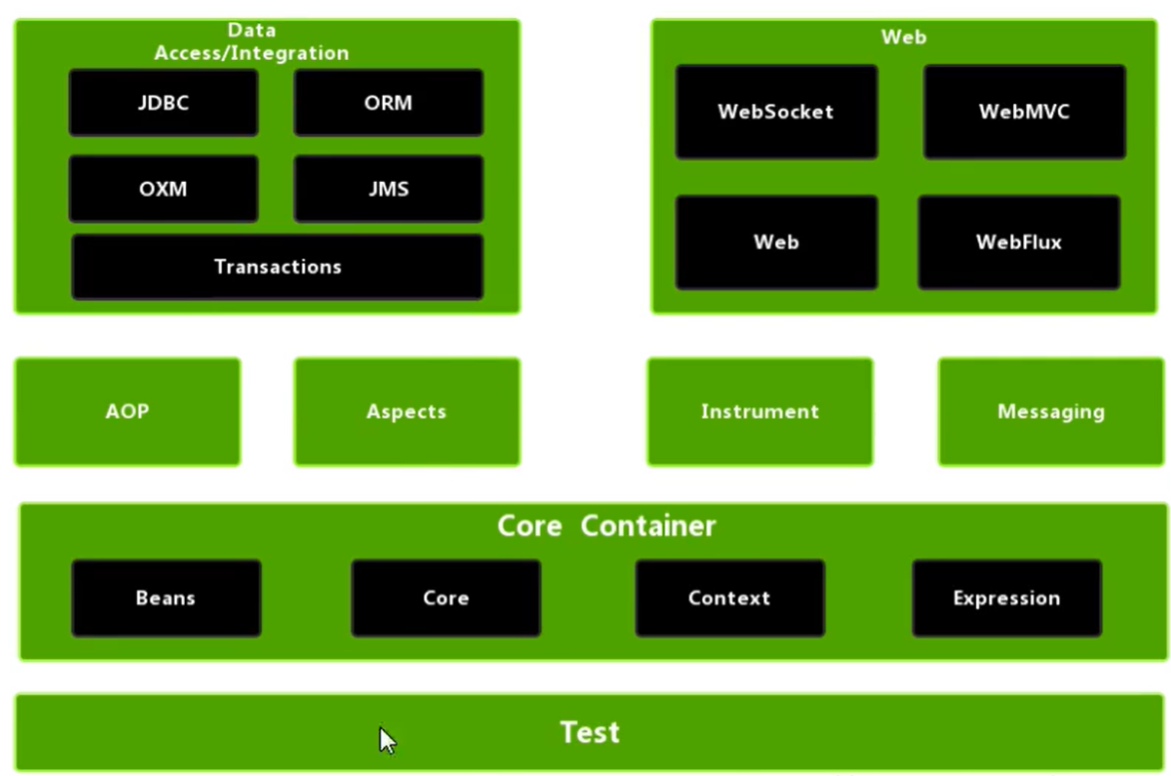 Data
Access/Integration
JDBC
ORM
OXM
JMS
Transactions
Web
WebSocket
WebMVC
Web
WebFlux
AOP
Aspects
Instrument
Messaging
Core Container
Beans
Core
Context
Expression
Test